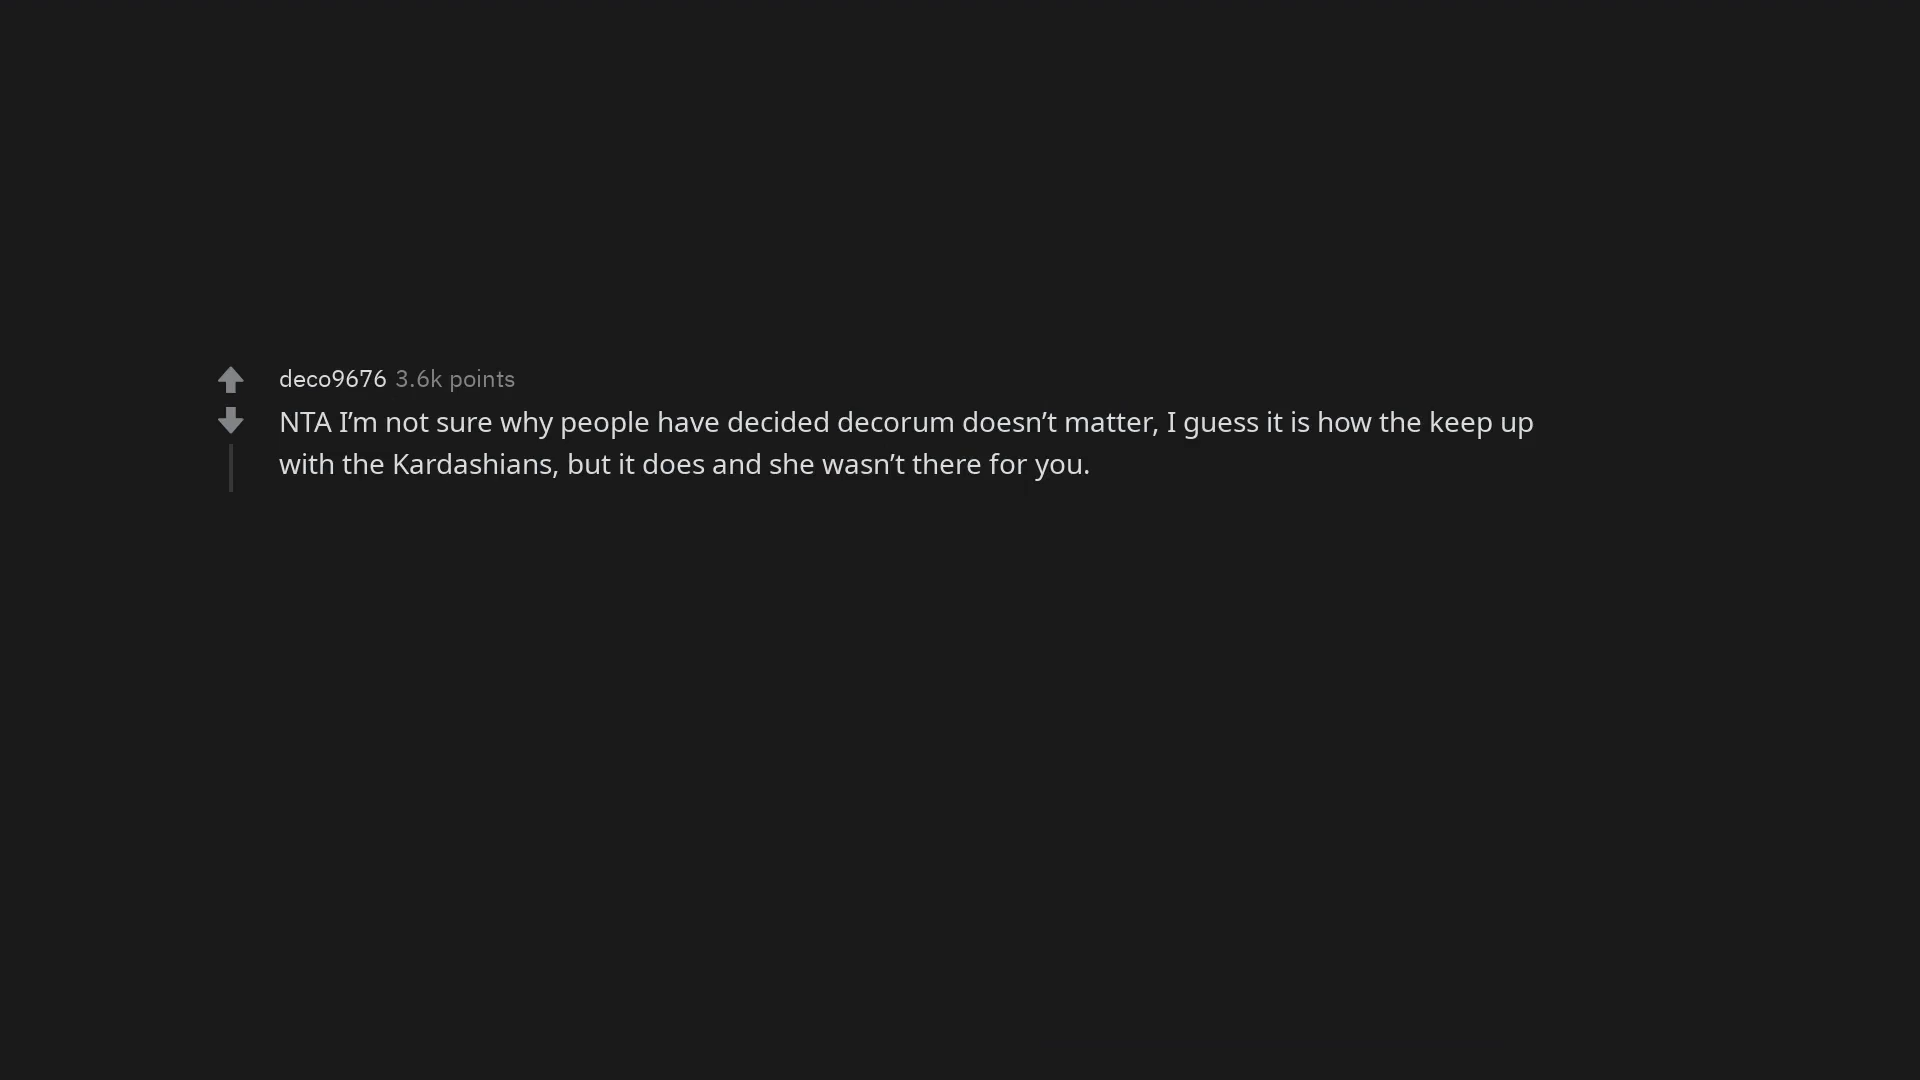 deco9676 3.6k points
NTA I’m not sure why people have decided decorum doesn’t matter, I guess it is how the keep up
with the Kardashians, but it does and she wasn’t there for you.